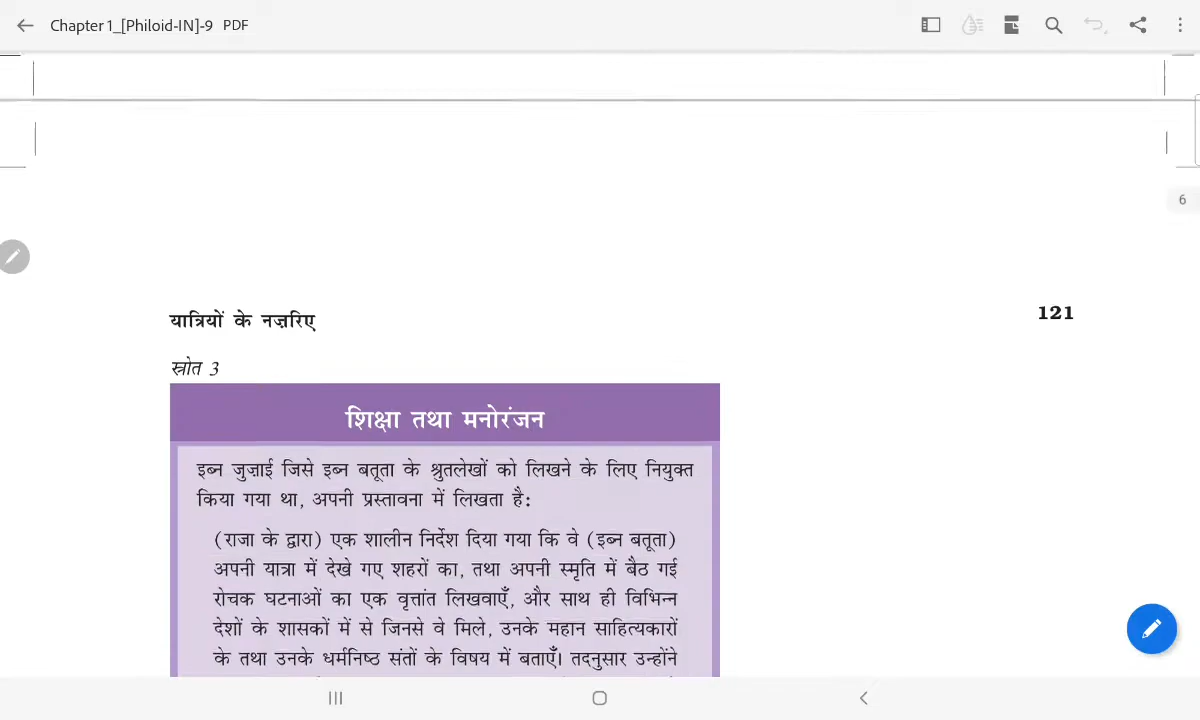 Chapter 1_[Philoid-IN]-9 PDF
6
यात्रियों के नज़रिए 121
स्रोत 3
शिक्षा तथा मनोरंजन
इब्न जुज़ाई जिसे इब्न बतूता के श्रुतलेखों को लिखने के लिए नियुक्त
किया गया था, अपनी प्रस्तावना में लिखता है:
(राजा के द्वारा) एक शालीन निर्देश दिया गया कि वे (इब्न बतूता)
अपनी यात्रा में देखे गए शहरों का, तथा अपनी स्मृति में बैठ गई
रोचक घटनाओं का एक वृत्तांत लिखवाएँ, और साथ ही विभिन्न
देशों के शासकों में से जिनसे वे मिले, उनके महान साहित्यकारों
के तथा उनके धर्मनिष्ठ संतों के विषय में बताएँ। तदनुसार उन्होंने